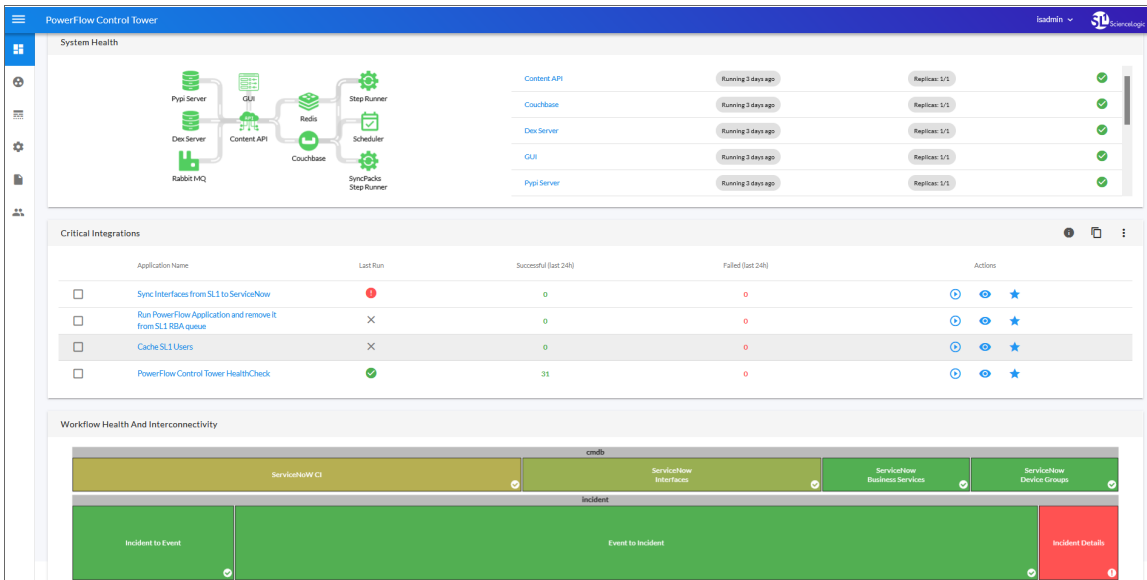 PowerFlow Control Tower
isadmin
SL1 ScienceLogic
System Health
Pypi Server
GUI
Step Runner
Redis
Dex Server
Content API
Scheduler
Couchbase
Rabbit MQ
SyncPacks
Step Runner
Content API Running 3 days ago Replicas: 1/1
Couchbase Running 3 days ago Replicas: 1/1
Dex Server Running 3 days ago Replicas: 1/1
GUI Running 3 days ago Replicas: 1/1
Pypi Server Running 3 days ago Replicas: 1/1
Critical Integrations
Application Name Last Run Successful (last 24h) Failed (last 24h) Actions
Sync Interfaces from SL1 to ServiceNow 0 0
Run PowerFlow Application and remove it
from SL1 RBA queue 0 0
Cache SL1 Users 0 0
PowerFlow Control Tower HealthCheck 31 0
Workflow Health And Interconnectivity
cmdb
ServiceNoW CI
ServiceNow
Interfaces
ServiceNow
Business Services
ServiceNow
Device Groups
incident
Incident to Event
Event to Incident
Incident Details